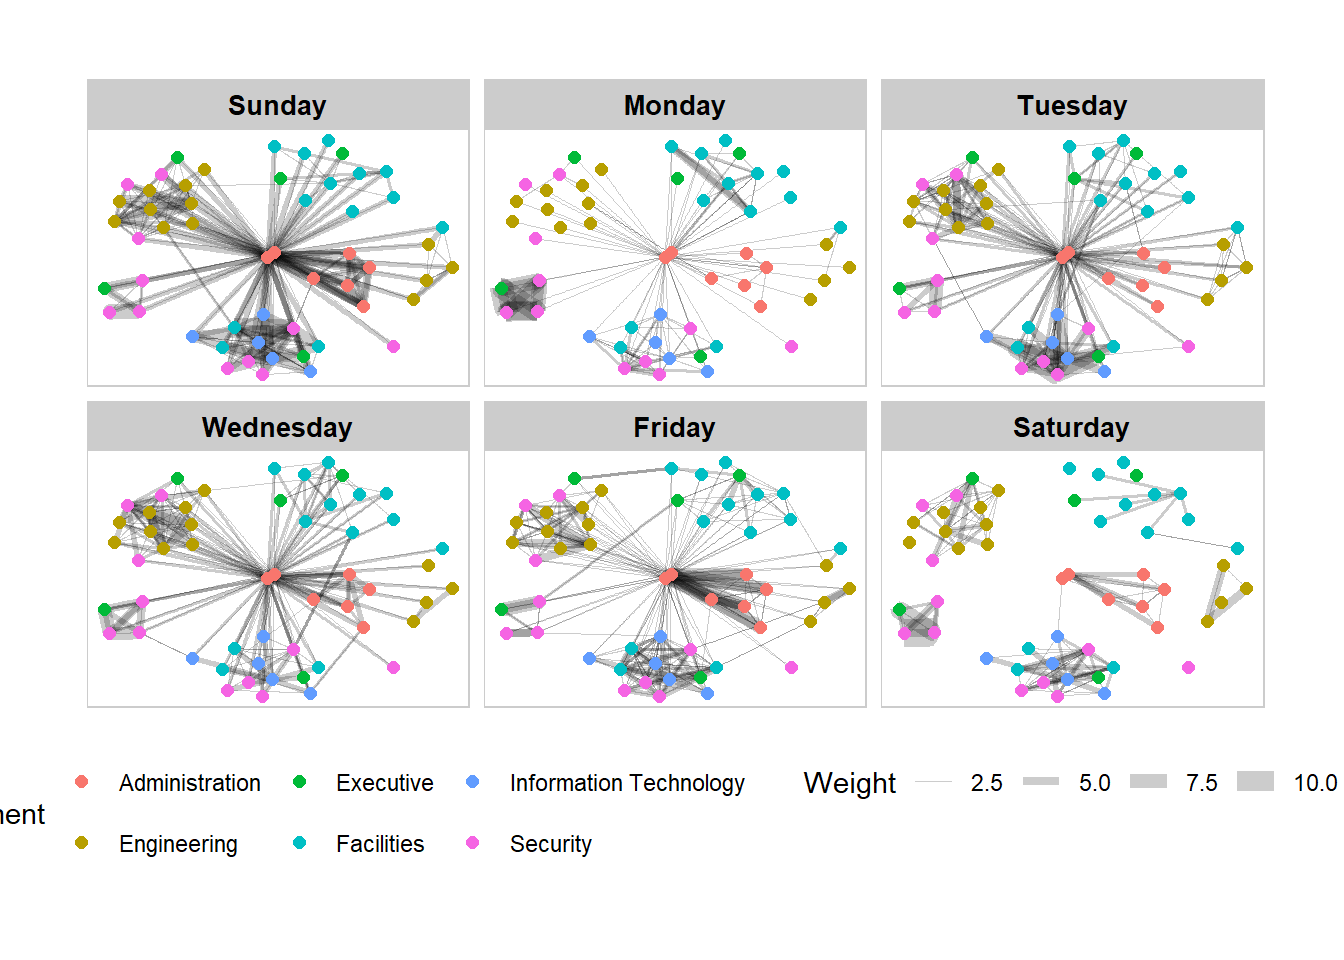 Sunday
Monday
Tuesday
Wednesday
Friday
Saturday
Administration
Executive
Information Technology
Weight
2.5
5.0
7.5
10.0
Engineering
Facilities
Security